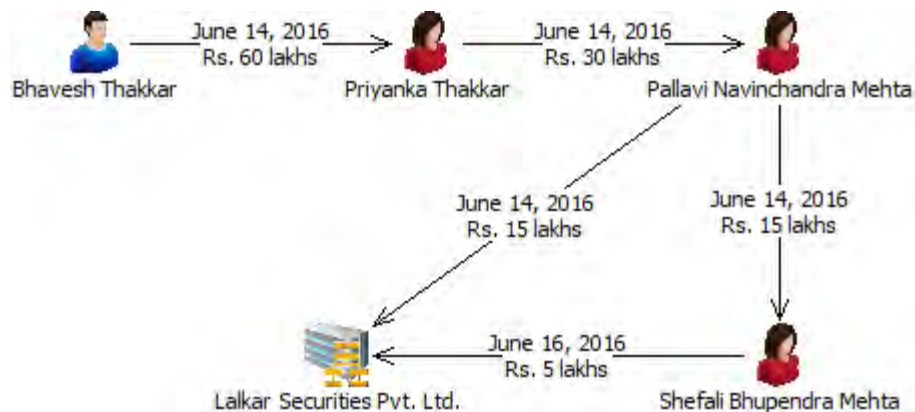 June 14, 2016
Rs. 60 lakhs
June 14, 2016
Rs. 30 lakhs
Bhavesh Thakkar
Priyanka Thakkar
Pallavi Navinchandra Mehta
June 14, 2016
Rs. 15 lakhs
June 14, 2016
Rs. 15 lakhs
June 16, 2016
Rs. 5 lakhs
Lalkar Securities Pvt. Ltd.
Shefali Bhupendra Mehta